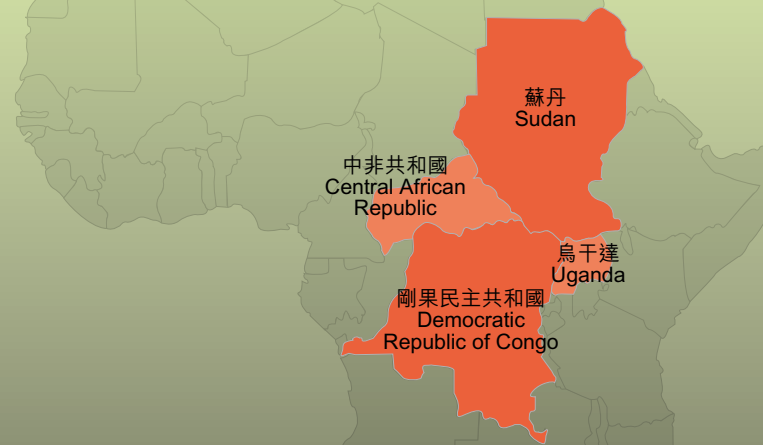 蘇丹
Sudan
中非共和國
Central African
Republic
烏干達
Uganda
剛果民主共和國
Democratic
Republic of Congo